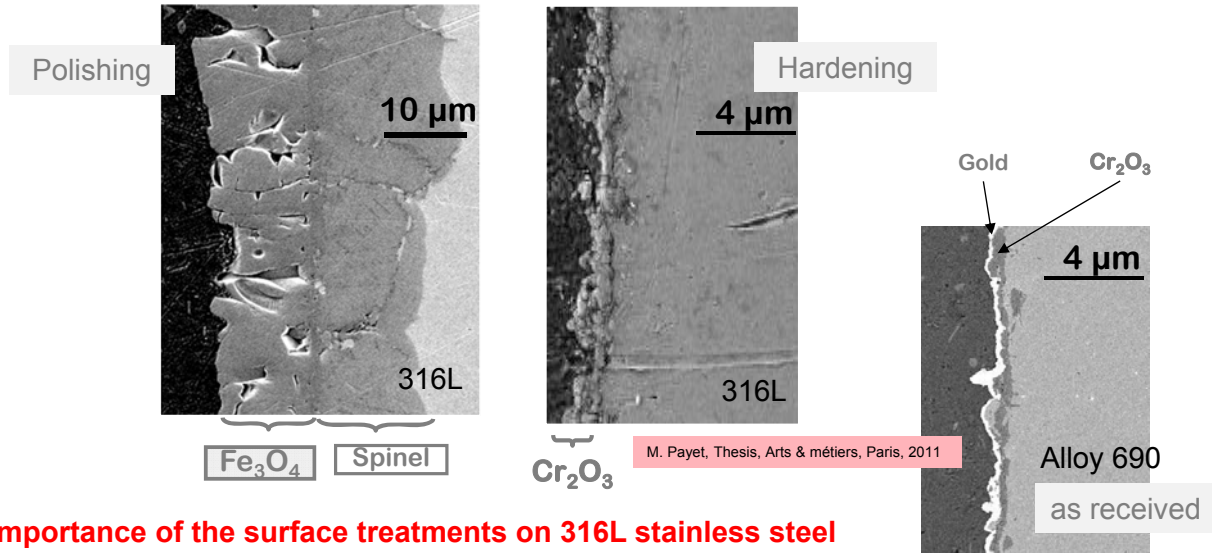 Polishing
10 µm
316L
Fe₃O₄
Spinel
4 µm
Hardening
316L
Cr₂O₃
M. Payet, Thesis, Arts & métiers, Paris, 2011
Gold
Cr₂O₃
4 µm
Alloy 690
as received
mportance of the surface treatments on 316L stainless steel